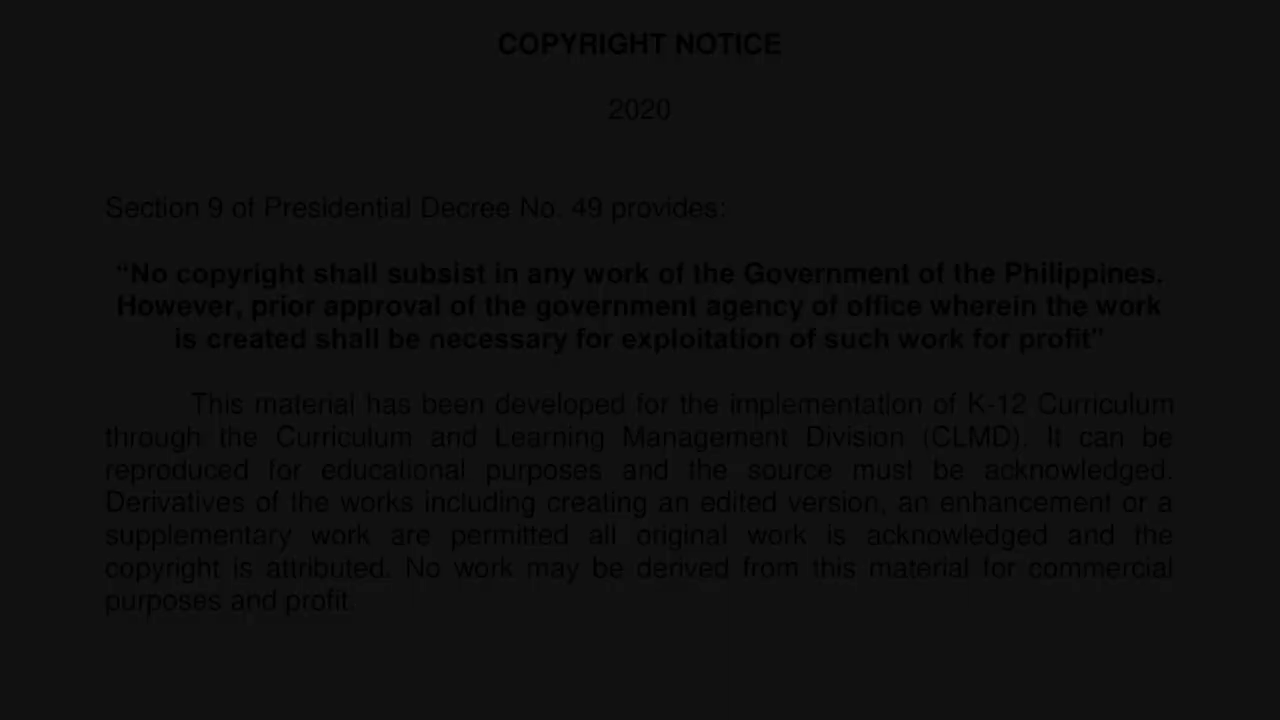 COPYRIGHT NOTICE
2020
Section 9 of Presidential Decree No. 49 provides:
“No copyright shall subsist in any work of the Government of the Philippines.
However, prior approval of the government agency of office wherein the work
is created shall be necessary for exploitation of such work for profit”
This material has been developed for the implementation of K-12 Curriculum
through the Curriculum and Learning Management Division (CLMD). It can be
reproduced for educational purposes and the source must be acknowledged.
Derivatives of the works including creating an edited version, an enhancement or a
supplementary work are permitted all original work is acknowledged and the
copyright is attributed. No work may be derived from this material for commercial
purposes and profit.